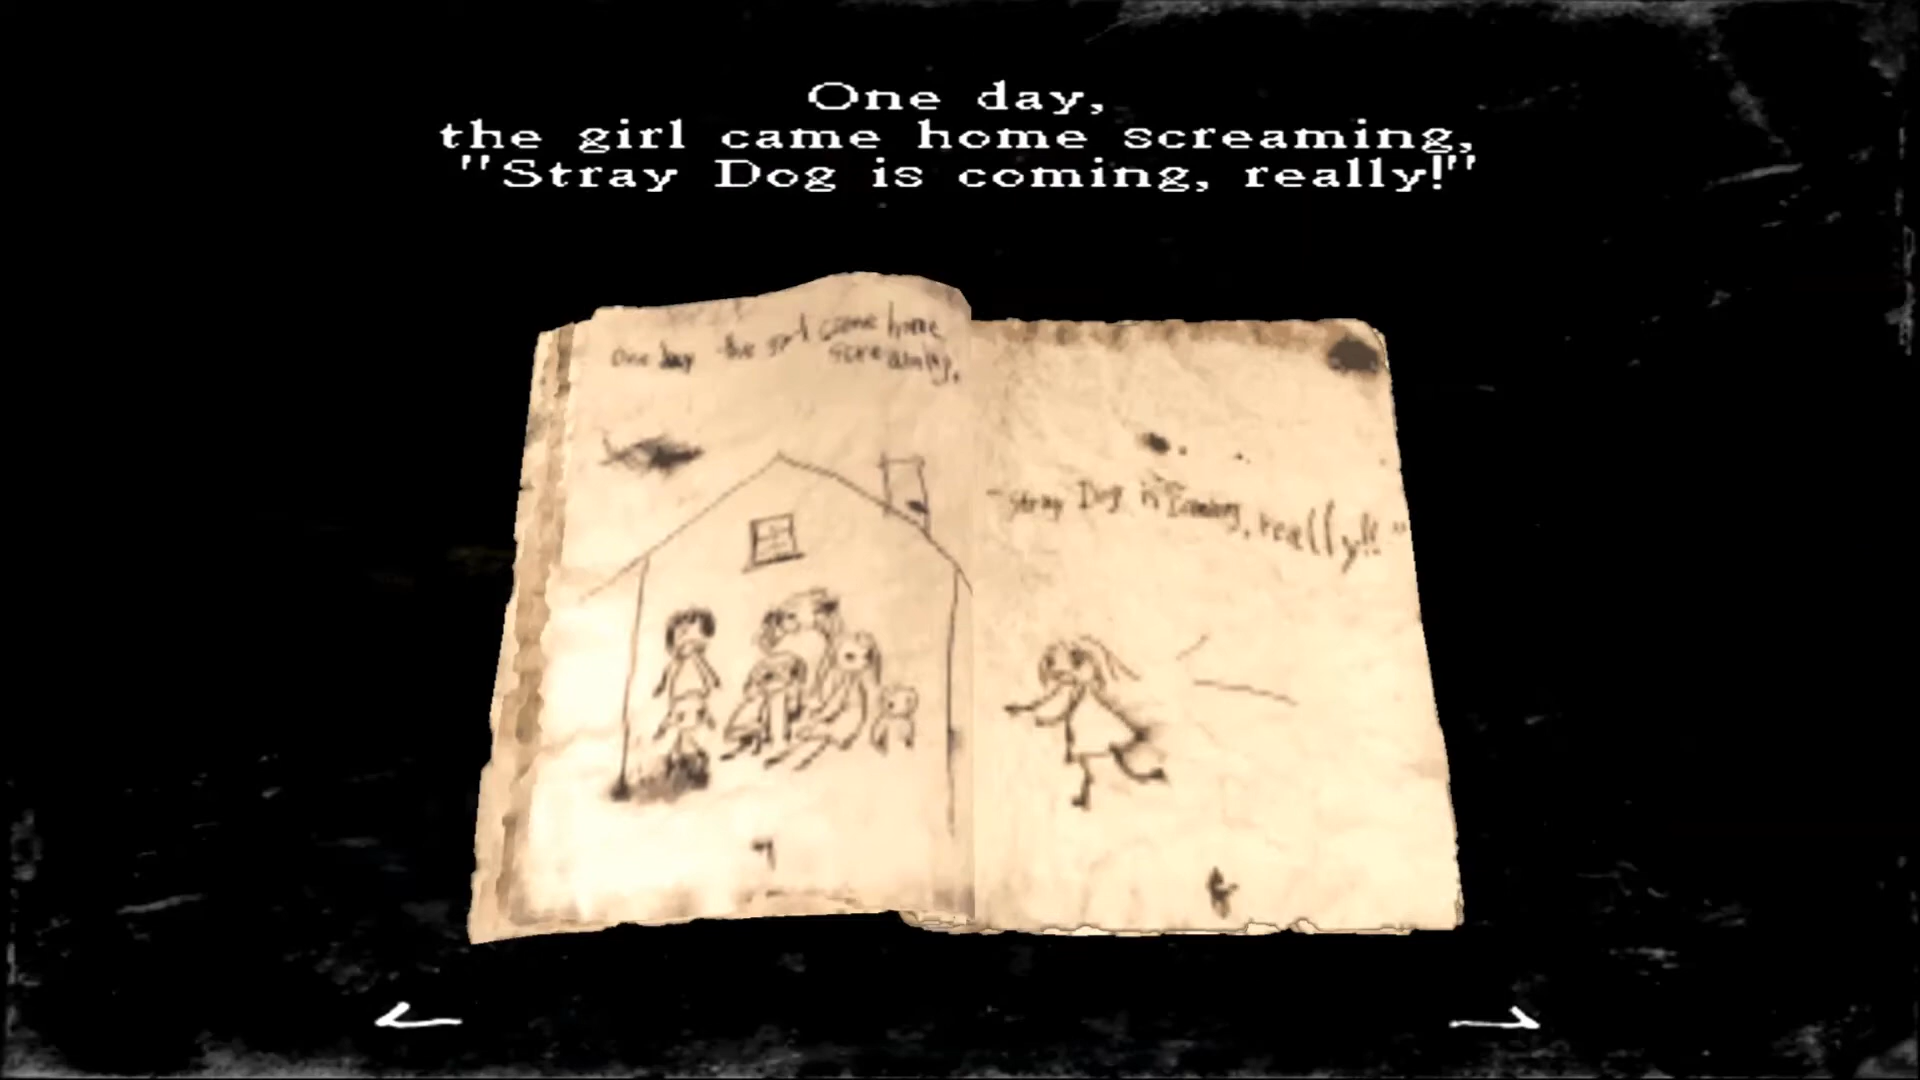 One day,
the girl came home screaming,
"Stray Dog is coming, really!"
One day the girl came home
screaming.
"Stray Dog is coming, really!!"